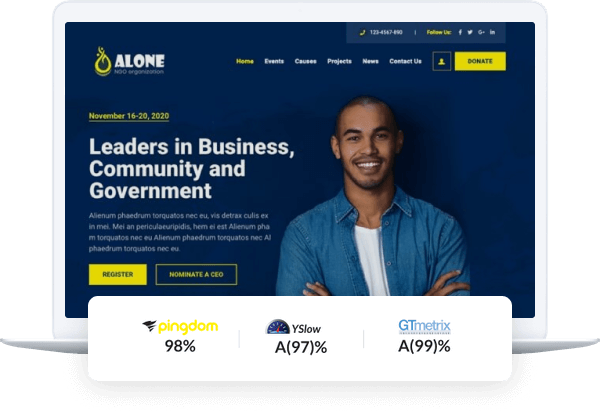 123-4567-890 | Follow Us:
ALONE
NGO organization
Home Events Causes Projects News Contact Us DONATE
November 16-20, 2020
Leaders in Business,
Community and
Government
Alienum phaedrum torquatos nec eu, vis detrax culis ex
in mei. Mei an periculaeuripidis, hem ei est Alienum pha
m torquatos nec eu Alienum phaedrum torquatos nec Al
phaedrum torquatos nec eu.
REGISTER NOMINATE A CEO
pingdom YSlow GTmetrix
98% A(97)% A(99)%